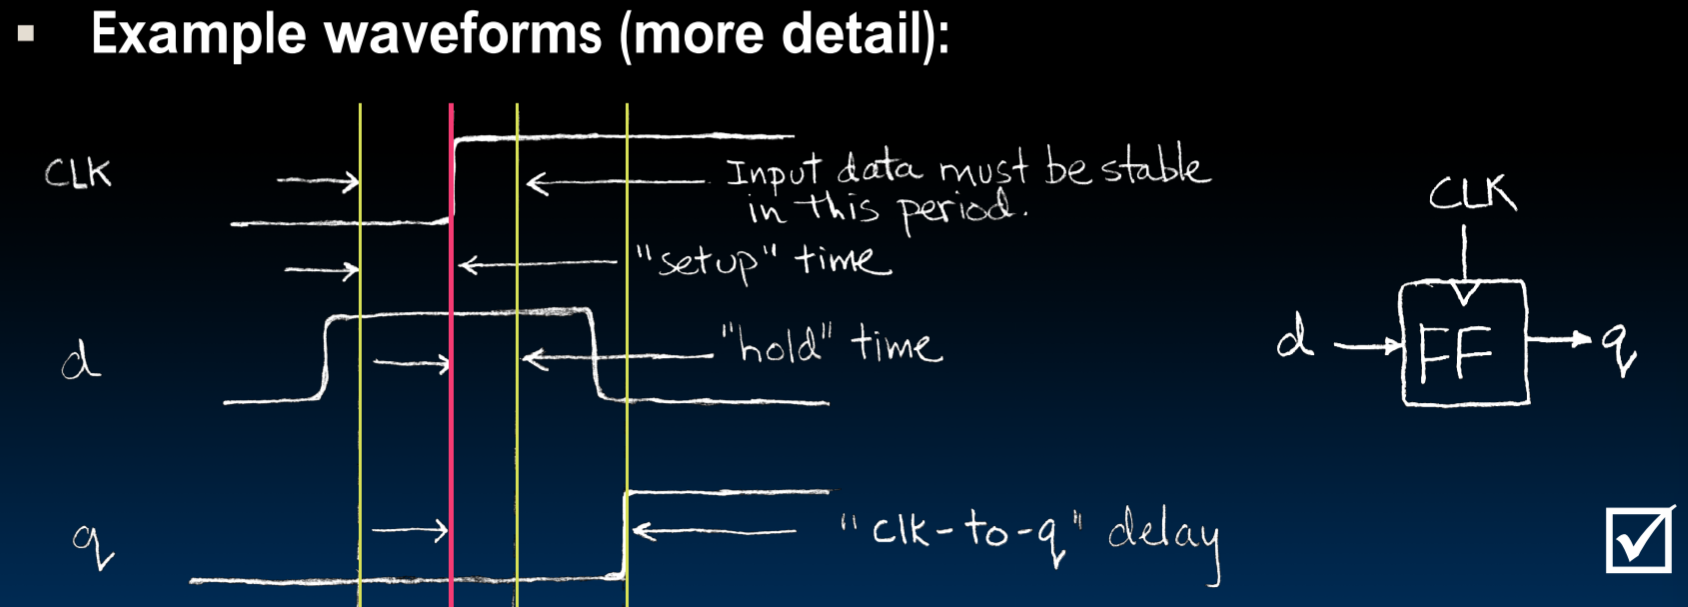 ▪ Example waveforms (more detail):
CLK
Input data must be stable
in this period.
"setup" time
d
"hold" time
q
"clk-to-q" delay
CLK
d
FF
q